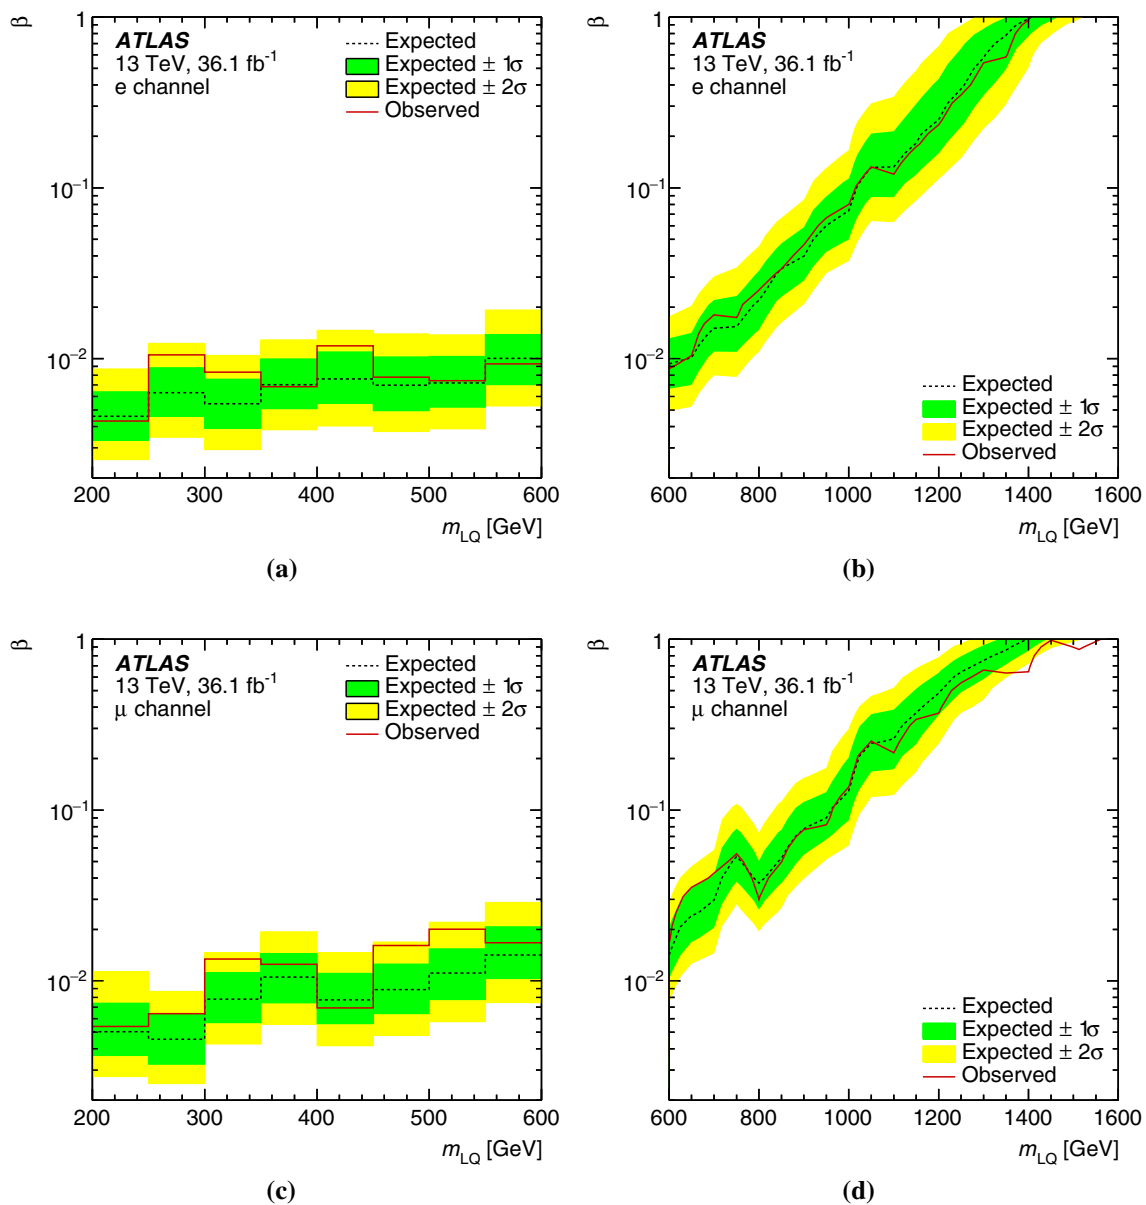 β
1
10⁻¹
10⁻²
ATLAS
13 TeV, 36.1 fb⁻¹
e channel
Expected
Expected ± 1σ
Expected ± 2σ
Observed
200 300 400 500 600
m_LQ [GeV]
(a)
β
1
10⁻¹
10⁻²
ATLAS
13 TeV, 36.1 fb⁻¹
e channel
Expected
Expected ± 1σ
Expected ± 2σ
Observed
600 800 1000 1200 1400 1600
m_LQ [GeV]
(b)
β
1
10⁻¹
10⁻²
ATLAS
13 TeV, 36.1 fb⁻¹
μ channel
Expected
Expected ± 1σ
Expected ± 2σ
Observed
200 300 400 500 600
m_LQ [GeV]
(c)
β
1
10⁻¹
10⁻²
ATLAS
13 TeV, 36.1 fb⁻¹
μ channel
Expected
Expected ± 1σ
Expected ± 2σ
Observed
600 800 1000 1200 1400 1600
m_LQ [GeV]
(d)